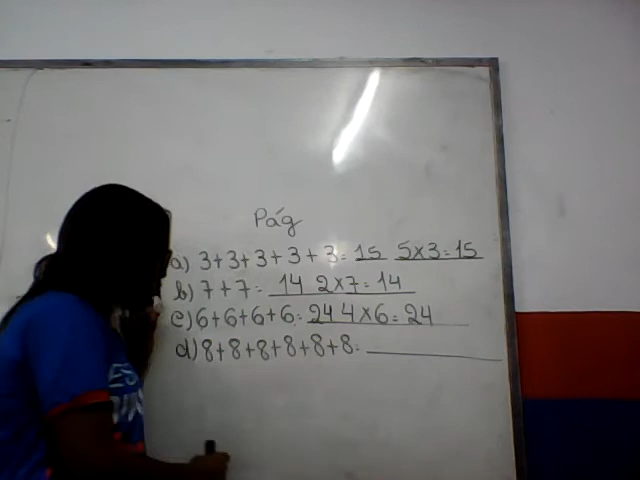 Pág
a) 3+3+3+3+3= 15 5x3=15
b) 7+7= 14 2x7=14
c) 6+6+6+6= 24 4x6=24
d) 8+8+8+8+8+8=